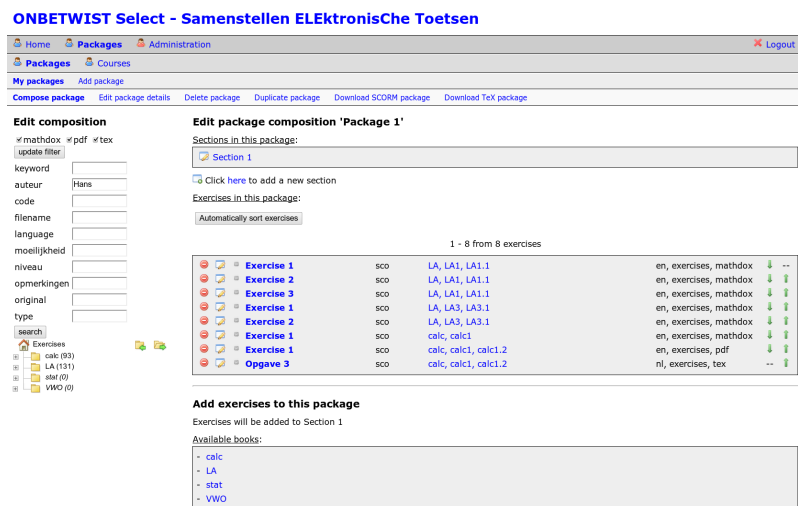 ONBETWIST Select - Samenstellen ELEktronisChe Toetsen
Home Packages Administration Logout
Packages Courses
My packages Add package
Compose package Edit package details Delete package Duplicate package Download SCORM package Download TeX package
Edit composition
mathdox pdf tex
update filter
keyword
auteur Hans
code
filename
language
moeilijkheid
niveau
opmerkingen
original
type
search
Exercises
calc (93)
LA (131)
stat (0)
VWO (0)
Edit package composition 'Package 1'
Sections in this package:
Section 1
Click here to add a new section
Exercises in this package:
Automatically sort exercises
1 - 8 from 8 exercises
Exercise 1 sco LA, LA1, LA1.1 en, exercises, mathdox --
Exercise 2 sco LA, LA1, LA1.1 en, exercises, mathdox
Exercise 3 sco LA, LA1, LA1.1 en, exercises, mathdox
Exercise 1 sco LA, LA3, LA3.1 en, exercises, mathdox
Exercise 2 sco LA, LA3, LA3.1 en, exercises, mathdox
Exercise 1 sco calc, calc1 en, exercises, mathdox
Exercise 1 sco calc, calc1, calc1.2 en, exercises, pdf
Opgave 3 sco calc, calc1, calc1.2 nl, exercises, tex --
Add exercises to this package
Exercises will be added to Section 1
Available books:
- calc
- LA
- stat
- VWO